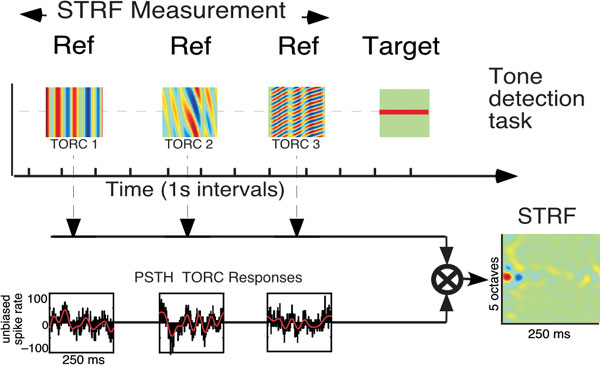 STRF Measurement
Ref
Ref
Ref
Target
TORC 1
TORC 2
TORC 3
Tone
detection
task
Time (1s intervals)
STRF
PSTH TORC Responses
unbiased
spike rate
100
0
−100
250 ms
5 octaves
250 ms